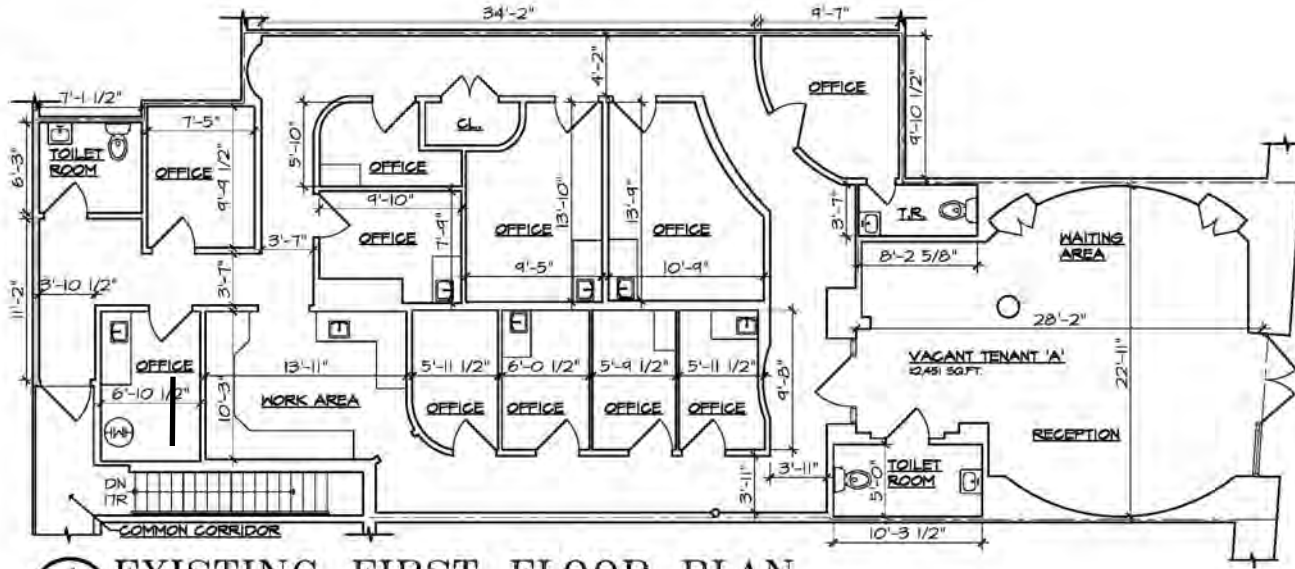 34'-2"
9'-7"
4'-2"
7'-1 1/2"
7'-5"
5'-10"
CL.
OFFICE
9'-10 1/2"
6'-3"
TOILET
ROOM
OFFICE
9'-9 1/2"
OFFICE
13'-10"
13'-9"
9'-10"
OFFICE
7'-9"
OFFICE
OFFICE
3'-7"
T.R.
WAITING
AREA
3'-7"
3'-7"
9'-5"
10'-9"
8'-2 5/8"
11'-2"
3'-10 1/2"
28'-2"
OFFICE
6'-10 1/2"
13'-11"
5'-11 1/2"
6'-0 1/2"
5'-9 1/2"
5'-11 1/2"
9'-8"
VACANT TENANT 'A'
±2,451 SQ.FT.
22'-11"
10'-3"
WORK AREA
OFFICE
OFFICE
OFFICE
OFFICE
RECEPTION
WH
DN
17R
3'-11"
3'-11"
TOILET
ROOM
5'-0"
COMMON CORRIDOR
10'-3 1/2"
EXISTING FIRST FLOOR PLAN